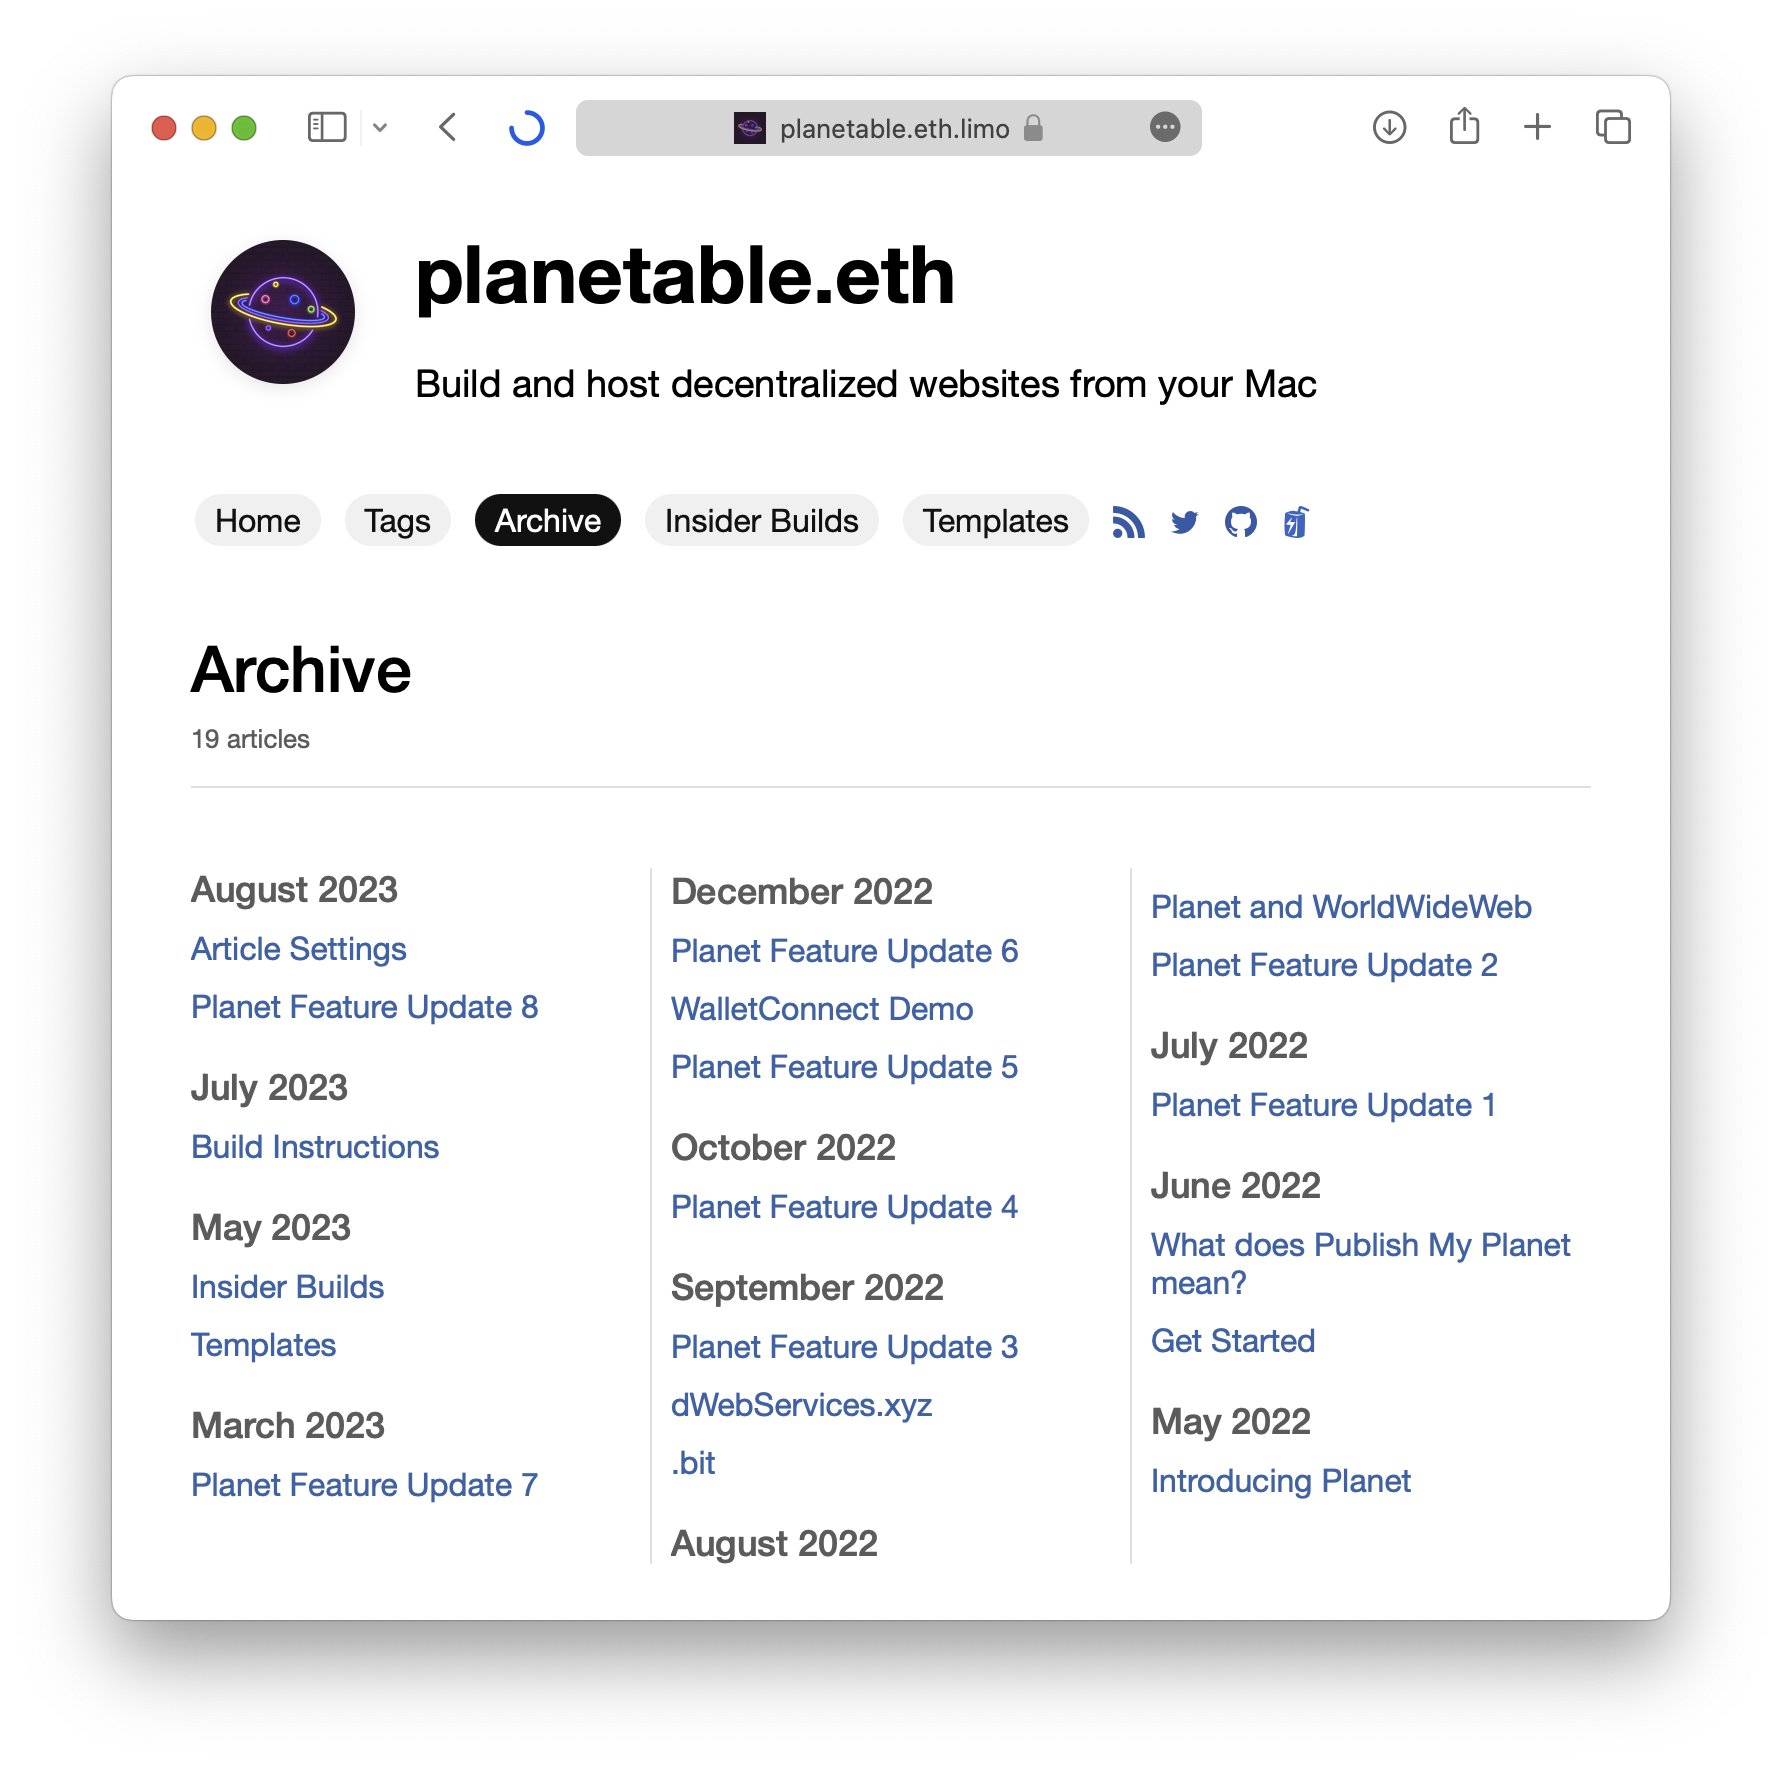 planetable.eth.limo
planetable.eth
Build and host decentralized websites from your Mac
Home Tags Archive Insider Builds Templates
Archive
19 articles
August 2023
Article Settings
Planet Feature Update 8
July 2023
Build Instructions
May 2023
Insider Builds
Templates
March 2023
Planet Feature Update 7
December 2022
Planet Feature Update 6
WalletConnect Demo
Planet Feature Update 5
October 2022
Planet Feature Update 4
September 2022
Planet Feature Update 3
dWebServices.xyz
.bit
August 2022
Planet and WorldWideWeb
Planet Feature Update 2
July 2022
Planet Feature Update 1
June 2022
What does Publish My Planet
mean?
Get Started
May 2022
Introducing Planet